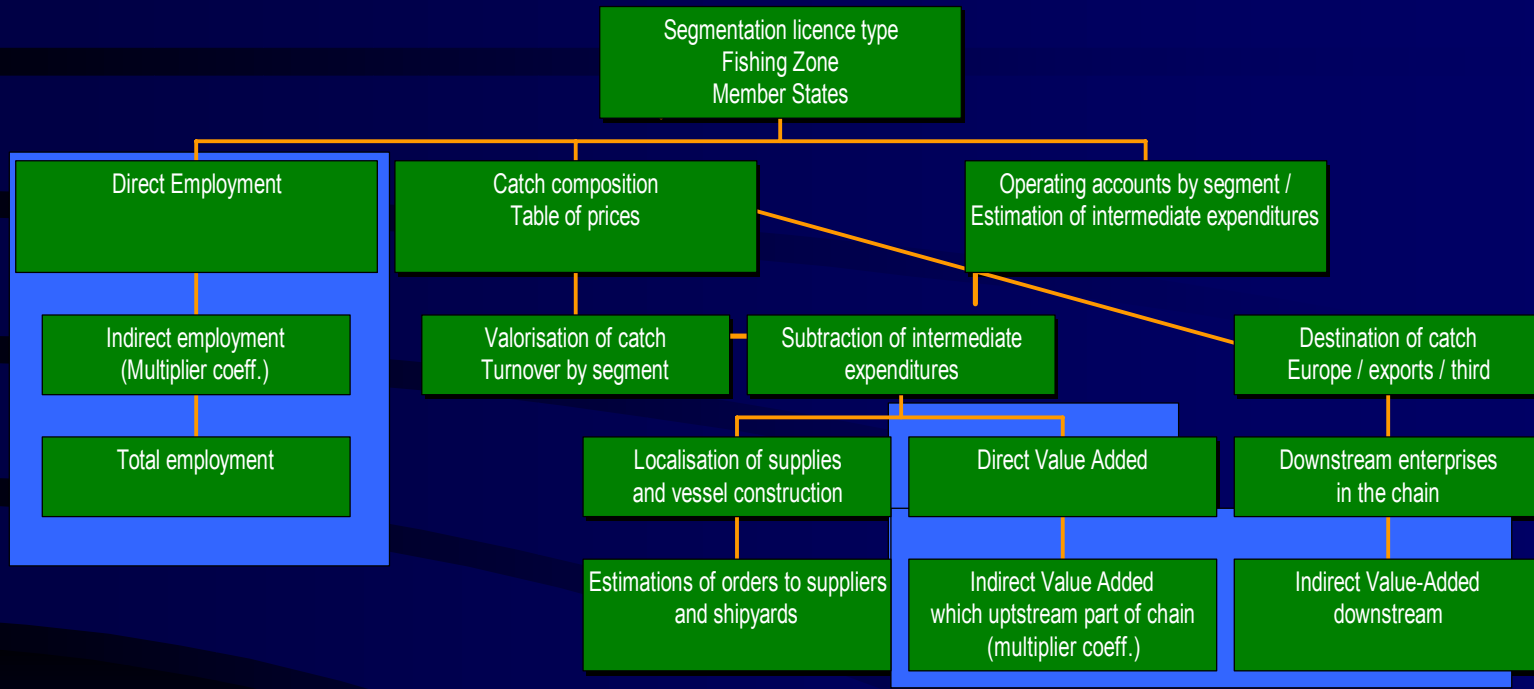 Segmentation licence type
Fishing Zone
Member States
Direct Employment
Catch composition
Table of prices
Operating accounts by segment /
Estimation of intermediate expenditures
Indirect employment
(Multiplier coeff.)
Valorisation of catch
Turnover by segment
Subtraction of intermediate
expenditures
Destination of catch
Europe / exports / third
Total employment
Localisation of supplies
and vessel construction
Direct Value Added
Downstream enterprises
in the chain
Estimations of orders to suppliers
and shipyards
Indirect Value Added
which uptstream part of chain
(multiplier coeff.)
Indirect Value-Added
downstream